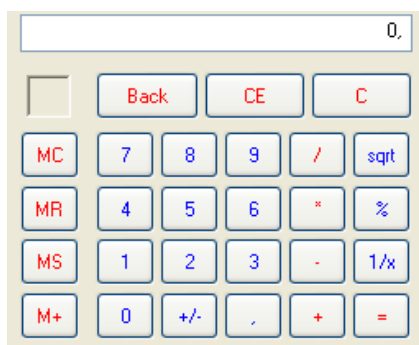 0,
Back CE C
MC 7 8 9 / sqrt
MR 4 5 6 * %
MS 1 2 3 - 1/x
M+ 0 +/- , + =